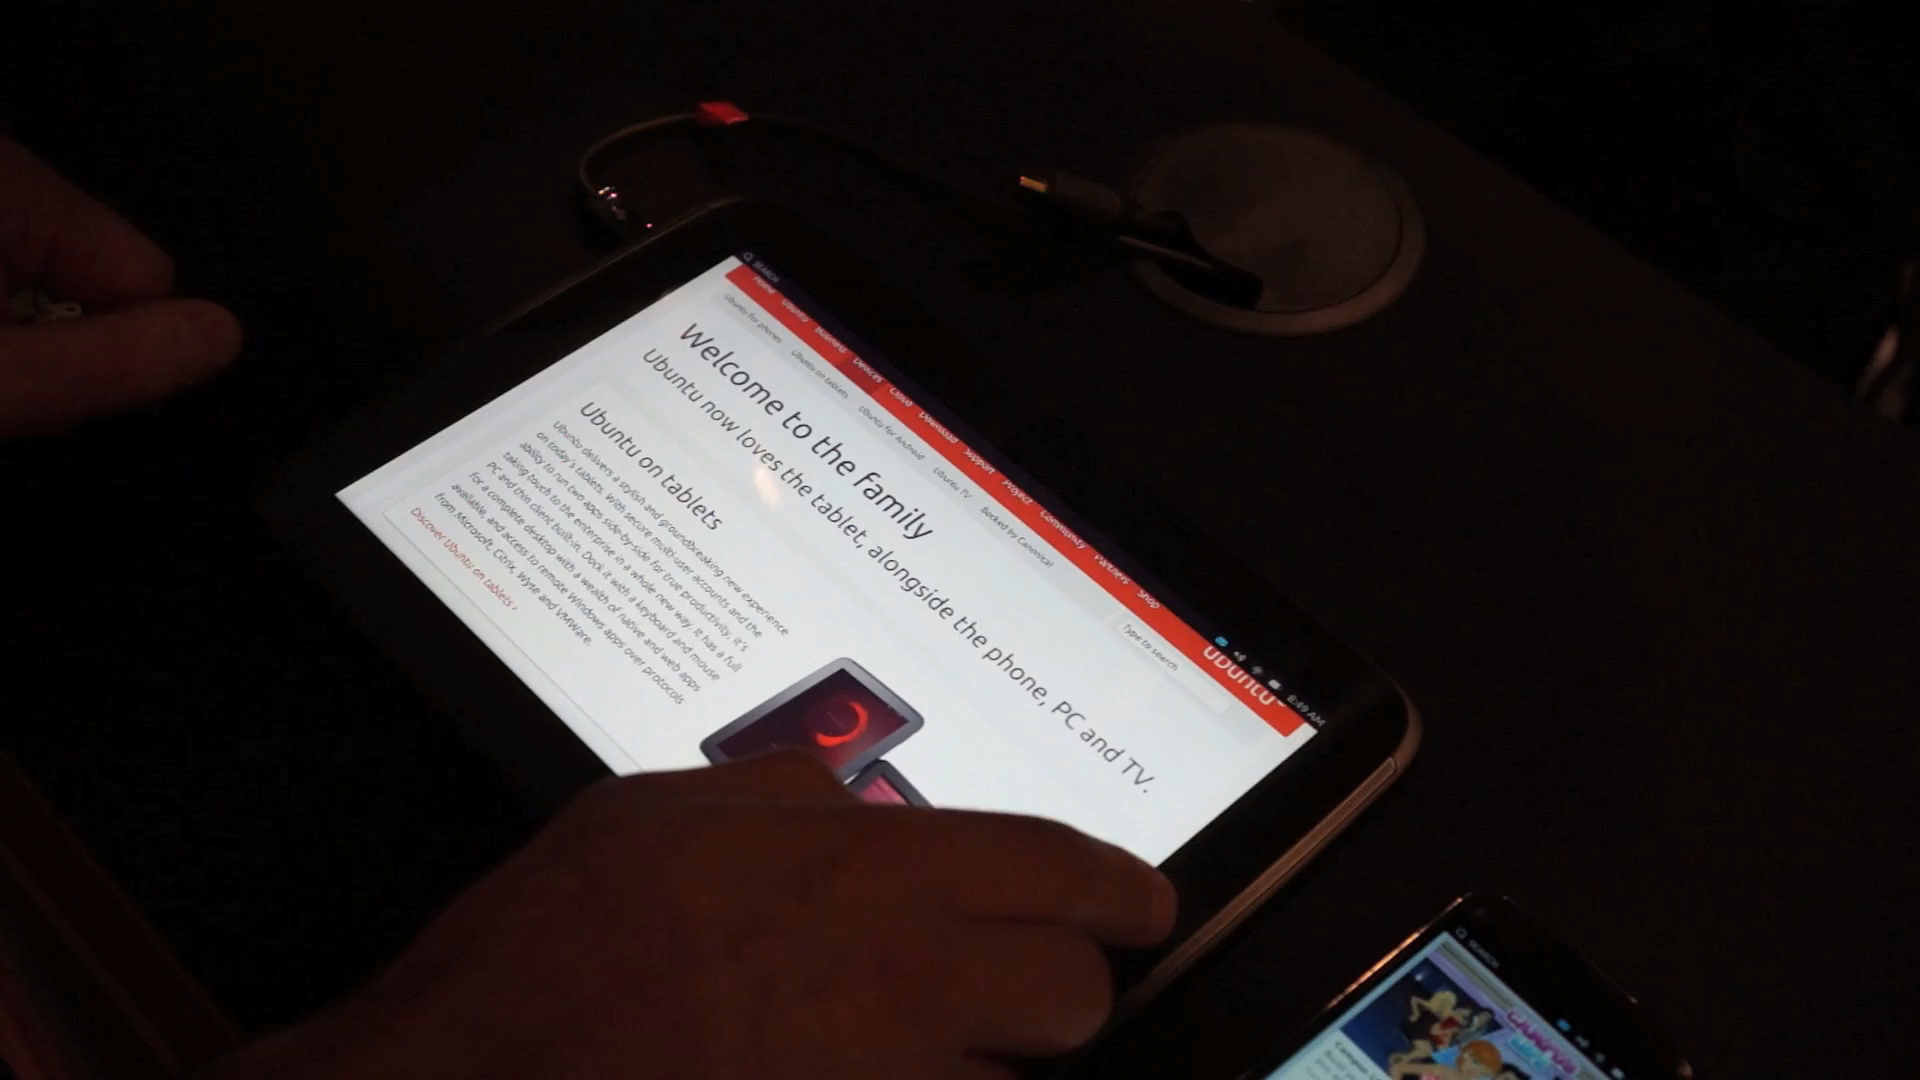 SEARCH
8:49 AM
Home Ubuntu Business Devices Cloud Download Support Project Community Partners Shop
ubuntu
Ubuntu for phones Ubuntu on tablets Ubuntu for Android Ubuntu TV Backed by Canonical
Type to search
Welcome to the family
Ubuntu now loves the tablet, alongside the phone, PC and TV.
Ubuntu on tablets
Ubuntu delivers a stylish and groundbreaking new experience
on today's tablets. With secure multi-user accounts and the
ability to run two apps side-by-side for true productivity, it's
taking touch to the enterprise in a whole new way. It has a full
PC and thin client built-in. Dock it with a keyboard and mouse
for a complete desktop with a wealth of native and web apps
available, and access to remote Windows apps over protocols
from Microsoft, Citrix, Wyse and VMWare.
Discover Ubuntu on tablets ›
SEARCH